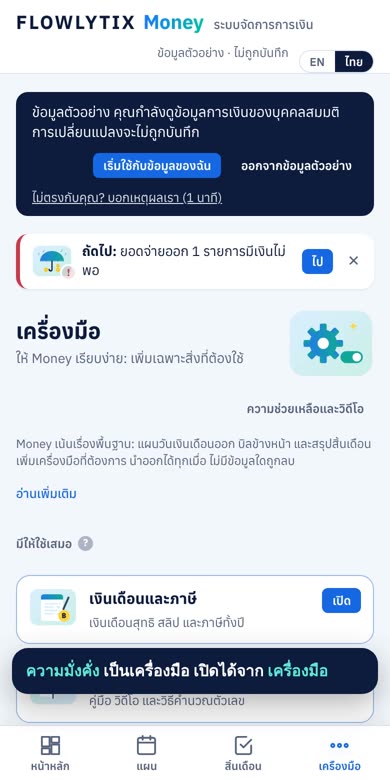 FLOWLYTIX Money ระบบจัดการการเงิน
ข้อมูลตัวอย่าง · ไม่ถูกบันทึก
EN ไทย
ข้อมูลตัวอย่าง คุณกำลังดูข้อมูลการเงินของบุคคลสมมติ
การเปลี่ยนแปลงจะไม่ถูกบันทึก
เริ่มใช้กับข้อมูลของฉัน ออกจากข้อมูลตัวอย่าง
ไม่ตรงกับคุณ? บอกเหตุผลเรา (1 นาที)
ถัดไป: ยอดจ่ายออก 1 รายการมีเงินไม่
พอ
ไป ✕
เครื่องมือ
ให้ Money เรียบง่าย: เพิ่มเฉพาะสิ่งที่ต้องใช้
ความช่วยเหลือและวิดีโอ
Money เน้นเรื่องพื้นฐาน: แผนวันเงินเดือนออก บิลข้างหน้า และสรุปสิ้นเดือน
เพิ่มเครื่องมือที่ต้องการ นำออกได้ทุกเมื่อ ไม่มีข้อมูลใดถูกลบ
อ่านเพิ่มเติม
มีให้ใช้เสมอ ?
เงินเดือนและภาษี
เงินเดือนสุทธิ สลิป และภาษีทั้งปี
เปิด
ความมั่งคั่ง เป็นเครื่องมือ เปิดได้จาก เครื่องมือ
คู่มือ วิดีโอ และวิธีคำนวณตัวเลข
หน้าหลัก แผน สิ้นเดือน เครื่องมือ